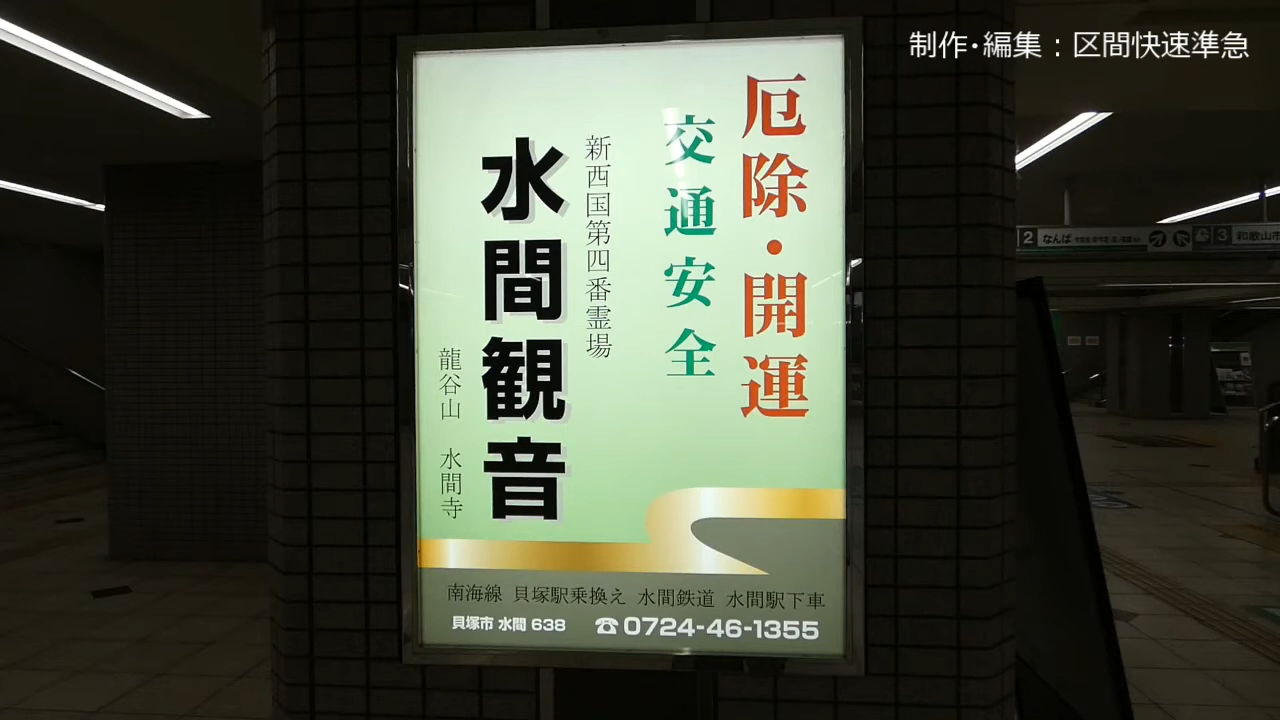 制作・編集：区間快速準急
厄除・開運
交通安全
新西国第四番霊場
水間観音
龍谷山 水間寺
南海線 貝塚駅乗換え 水間鉄道 水間駅下車
貝塚市 水間 638 ☎0724-46-1355
2 なんば
3 和歌山市